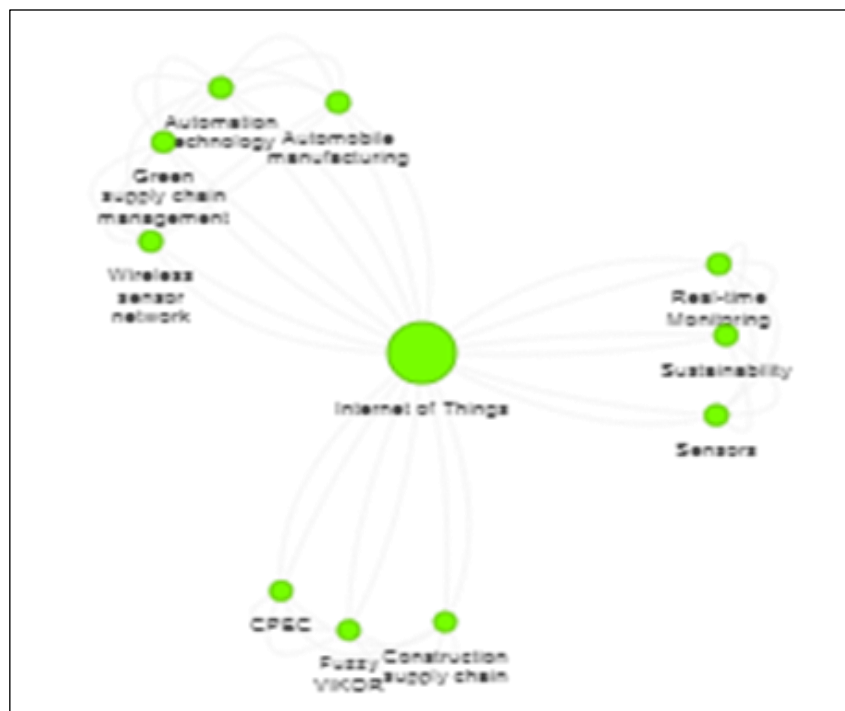 Automation
technology
Automobile
manufacturing
Green
supply chain
management
Wireless
sensor
network
Real-time
Monitoring
Sustainability
Sensors
Internet of Things
CPEC
Fuzzy
VIKOR
Construction
supply chain